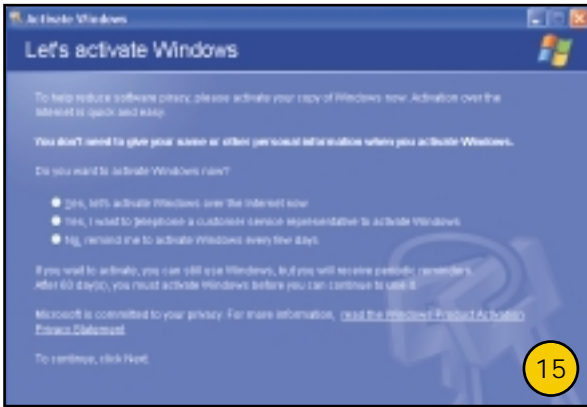 Activate Windows
Let's activate Windows
To help reduce software piracy, please activate your copy of Windows now. Activation over the
Internet is quick and easy.
You don't need to give your name or other personal information when you activate Windows.
Do you want to activate Windows now?
Yes, let's activate Windows over the Internet now
Yes, I want to telephone a customer service representative to activate Windows
No, remind me to activate Windows every few days
If you wait to activate, you can still use Windows, but you will receive periodic reminders.
After 60 day(s), you must activate Windows before you can continue to use it.
Microsoft is committed to your privacy. For more information, read the Windows Product Activation
Privacy Statement
To continue, click Next.
15